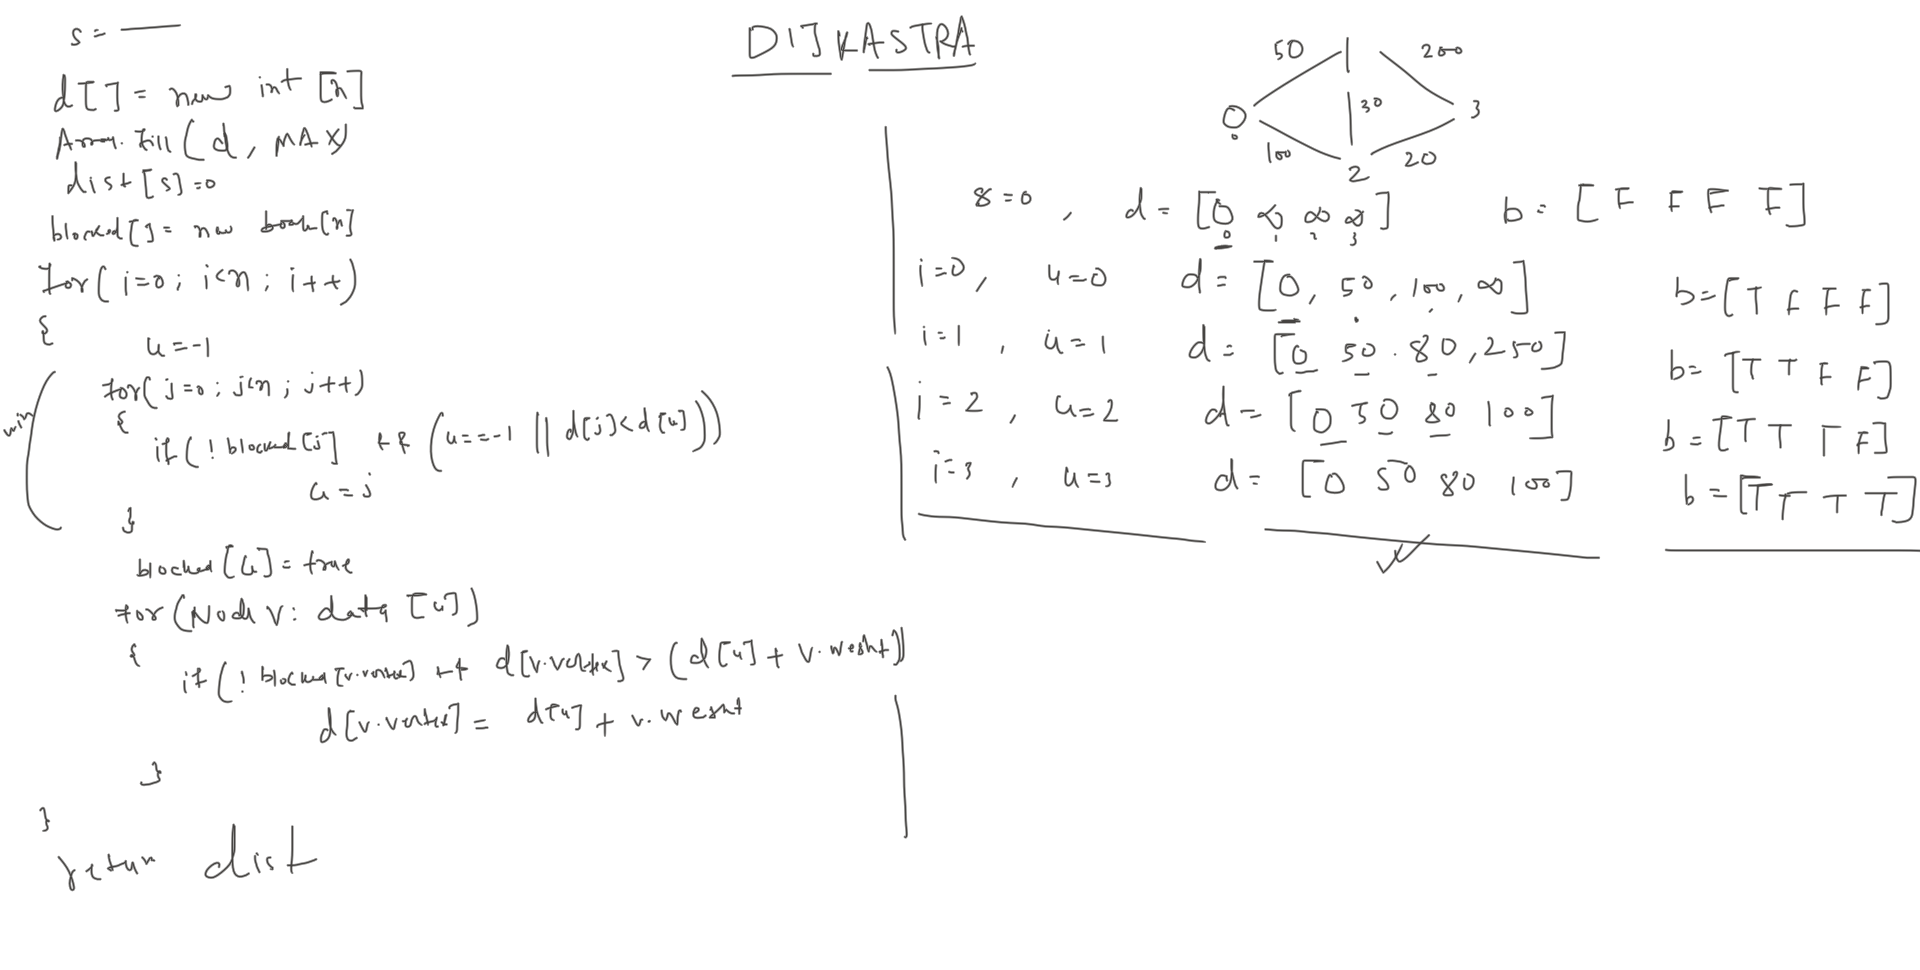 DIJKASTRA
s = ——
d[] = new int [n]
Array.fill(d, MAX)
dist[s]=0
blocked[] = new boolean[n]
for(i=0; i<n; i++)
{
u=-1
min
for(j=0; j<n; j++)
{
if(!blocked[j] && (u==-1 || d[j]<d[u]))
u=j
}
blocked[u]=true
for(Node v: data[u])
{
if(!blocked[v.vertex] && d[v.vertex] > (d[u] + v.weight))
d[v.vertex] = d[u] + v.weight
}
}
return dist
50 1 200
0 30 3
0
100 2 20
s=0, d=[0 ∞ ∞ ∞] b=[F F F F]
0 1 2 3
i=0, u=0 d=[0, 50, 100, ∞] b=[T F F F]
i=1, u=1 d=[0 50 . 80, 250] b=[T T F F]
i=2, u=2 d=[0 50 80 100] b=[T T T F]
i=3, u=3 d=[0 50 80 100] b=[T T T T]